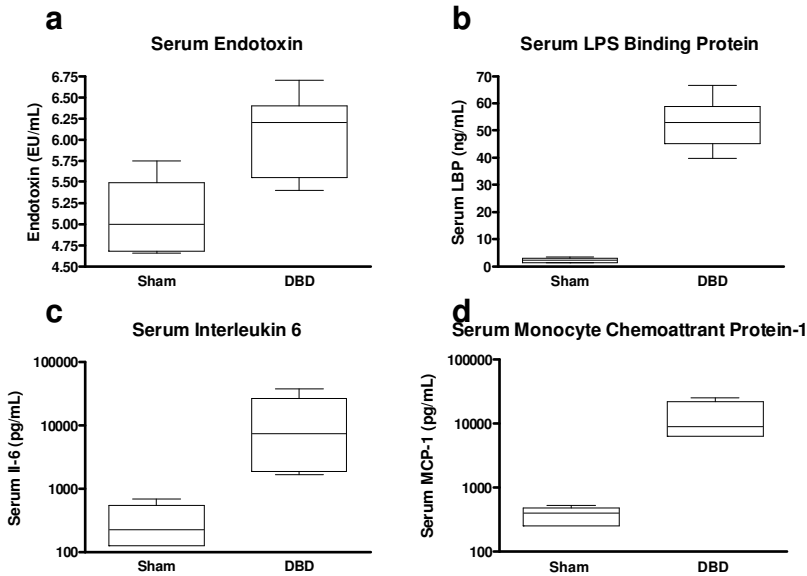 a
Serum Endotoxin
Endotoxin (EU/mL)
6.75
6.50
6.25
6.00
5.75
5.50
5.25
5.00
4.75
4.50
Sham DBD
b
Serum LPS Binding Protein
Serum LBP (ng/mL)
70
60
50
40
30
20
10
0
Sham DBD
c
Serum Interleukin 6
Serum Il-6 (pg/mL)
100000
10000
1000
100
Sham DBD
d
Serum Monocyte Chemoattrant Protein-1
Serum MCP-1 (pg/mL)
100000
10000
1000
100
Sham DBD